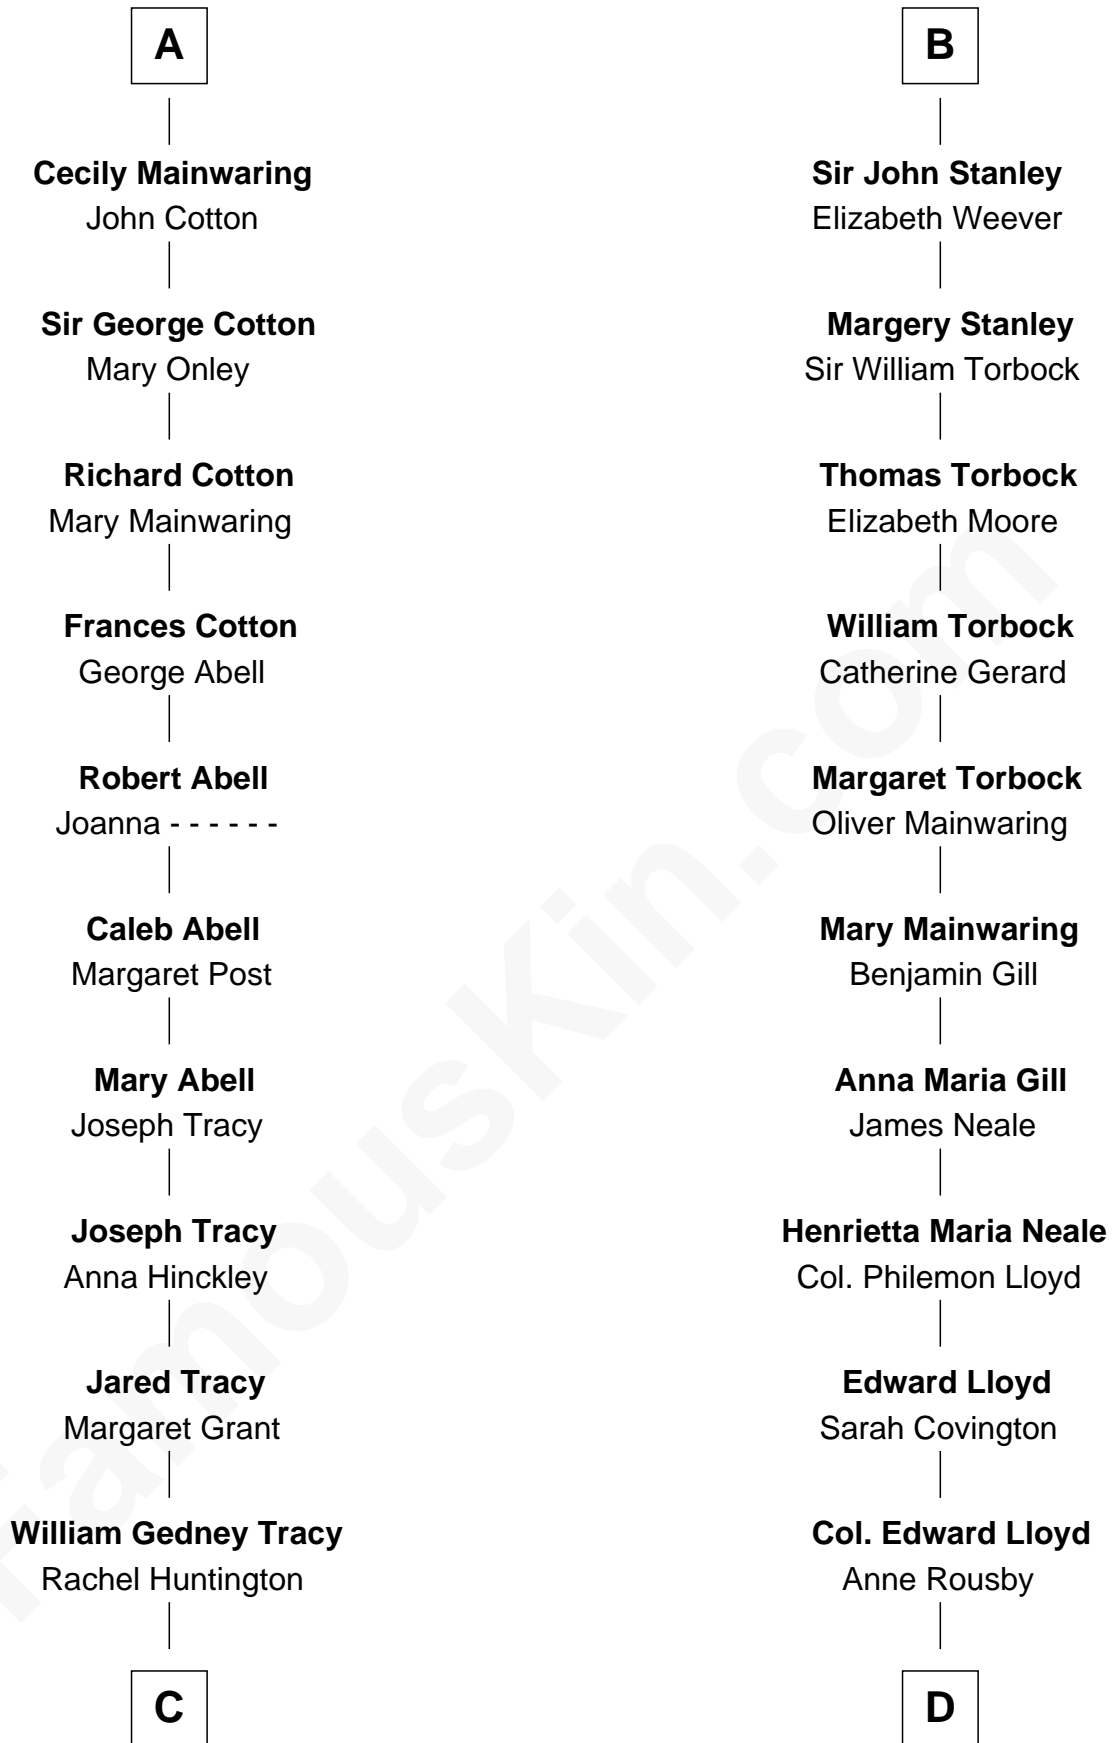 A
Cecily Mainwaring
John Cotton
Sir George Cotton
Mary Onley
Richard Cotton
Mary Mainwaring
Frances Cotton
George Abell
Robert Abell
Joanna - - - - - -
Caleb Abell
Margaret Post
Mary Abell
Joseph Tracy
Joseph Tracy
Anna Hinckley
Jared Tracy
Margaret Grant
William Gedney Tracy
Rachel Huntington
C
B
Sir John Stanley
Elizabeth Weever
Margery Stanley
Sir William Torbock
Thomas Torbock
Elizabeth Moore
William Torbock
Catherine Gerard
Margaret Torbock
Oliver Mainwaring
Mary Mainwaring
Benjamin Gill
Anna Maria Gill
James Neale
Henrietta Maria Neale
Col. Philemon Lloyd
Edward Lloyd
Sarah Covington
Col. Edward Lloyd
Anne Rousby
D
FamousKin.com